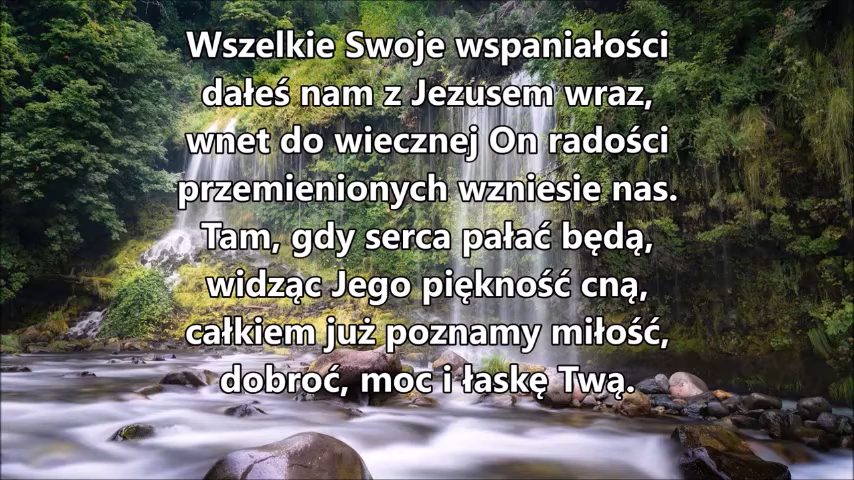 Wszelkie Swoje wspaniałości
dałeś nam z Jezusem wraz,
wnet do wiecznej On radości
przemienionych wzniesie nas.
Tam, gdy serca pałać będą,
widząc Jego piękność cną,
całkiem już poznamy miłość,
dobroć, moc i łaskę Twą.